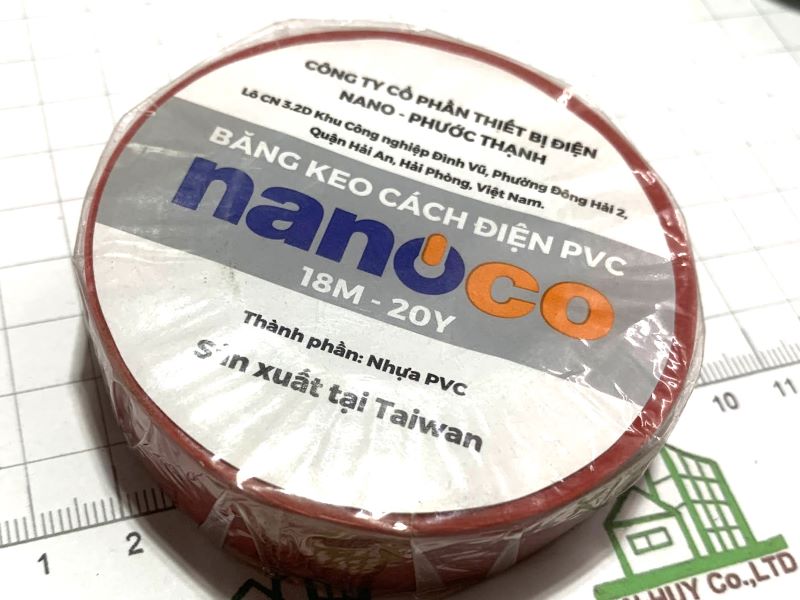 CÔNG TY CỔ PHẦN THIẾT BỊ ĐIỆN
NANO - PHƯỚC THẠNH
Lô CN 3.2D Khu Công nghiệp Đình Vũ, Phường Đông Hải 2,
Quận Hải An, Hải Phòng, Việt Nam.
BĂNG KEO CÁCH ĐIỆN PVC
nanoco
18M - 20Y
Thành phần: Nhựa PVC
Sản xuất tại Taiwan
10 11
1 2
HUY Co.,LTD